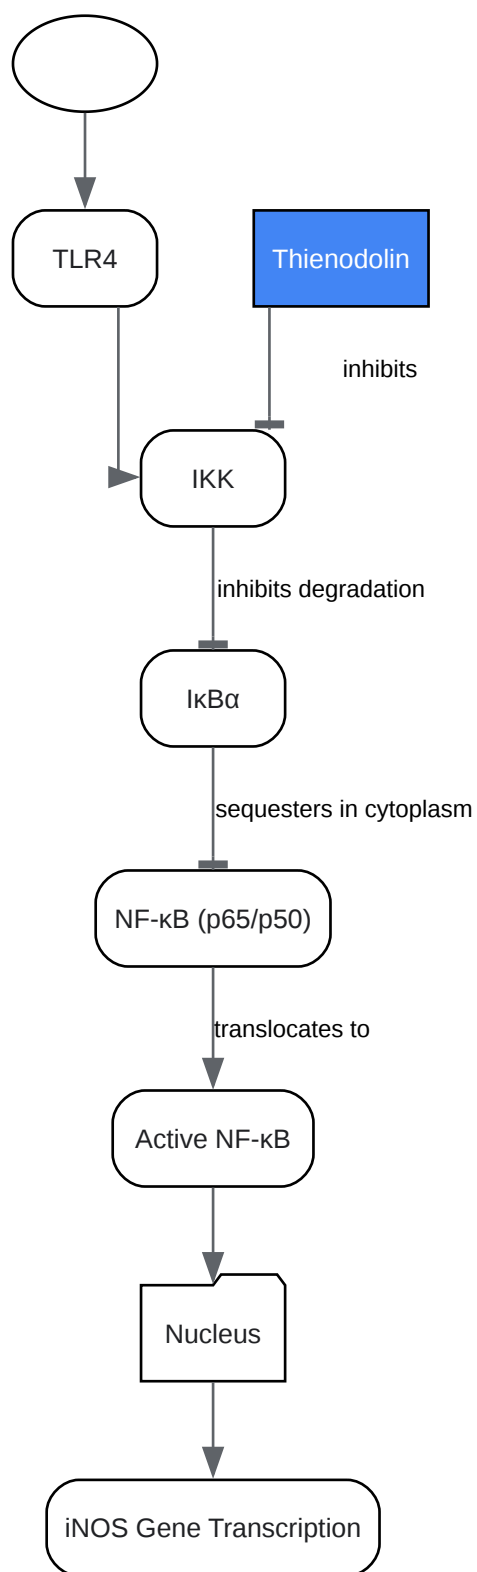 TLR4
Thienodolin
inhibits
IKK
inhibits degradation
IκBα
sequesters in cytoplasm
NF-κB (p65/p50)
translocates to
Active NF-κB
Nucleus
iNOS Gene Transcription